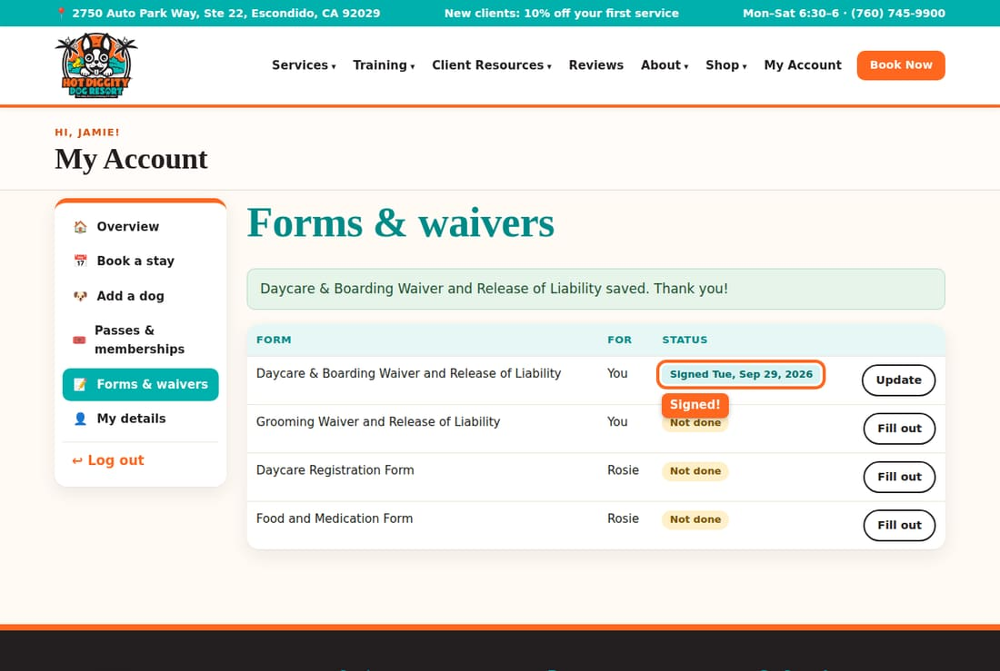 📍 2750 Auto Park Way, Ste 22, Escondido, CA 92029
New clients: 10% off your first service
Mon–Sat 6:30–6 · (760) 745-9900
HOT DIGGITY
DOG RESORT
Services ▾
Training ▾
Client Resources ▾
Reviews
About ▾
Shop ▾
My Account
Book Now
HI, JAMIE!
My Account
Overview
Book a stay
Add a dog
Passes &
memberships
Forms & waivers
My details
↩ Log out
Forms & waivers
Daycare & Boarding Waiver and Release of Liability saved. Thank you!
FORM FOR STATUS
Daycare & Boarding Waiver and Release of Liability You Signed Tue, Sep 29, 2026 Update
Signed!
Grooming Waiver and Release of Liability You Not done Fill out
Daycare Registration Form Rosie Not done Fill out
Food and Medication Form Rosie Not done Fill out